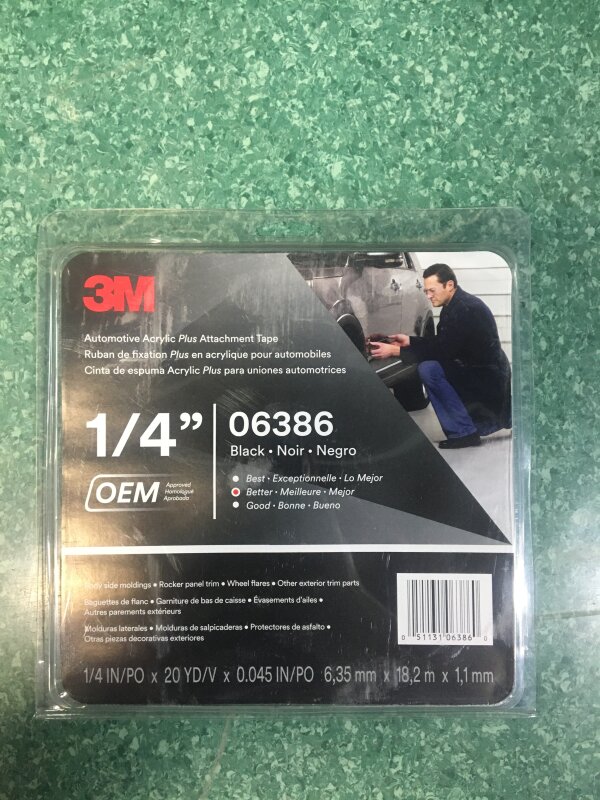 3M
Automotive Acrylic Plus Attachment Tape
Ruban de fixation Plus en acrylique pour automobiles
Cinta de espuma Acrylic Plus para uniones automotrices
1/4”
06386
Black • Noir • Negro
OEM
Approved
Homologué
Aprobado
Best • Exceptionnelle • Lo Mejor
Better • Meilleure • Mejor
Good • Bonne • Bueno
Body side moldings • Rocker panel trim • Wheel flares • Other exterior trim parts
Baguettes de flanc • Garniture de bas de caisse • Évasements d'ailes •
Autres parements extérieurs
Molduras laterales • Molduras de salpicaderas • Protectores de asfalto •
Otras piezas decorativas exteriores
0 51131 06386 0
1/4 IN/PO x 20 YD/V x 0.045 IN/PO 6,35 mm x 18,2 m x 1,1 mm